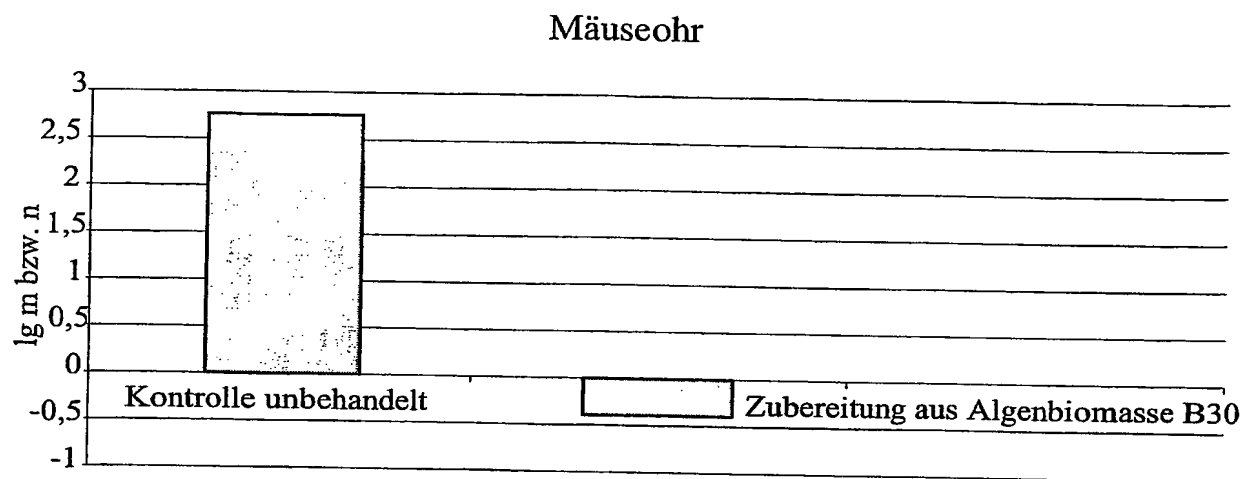 Mäuseohr
3
2,5
2
1,5
1
0,5
0
-0,5
-1
lg m bzw. n
Kontrolle unbehandelt
Zubereitung aus Algenbiomasse B30